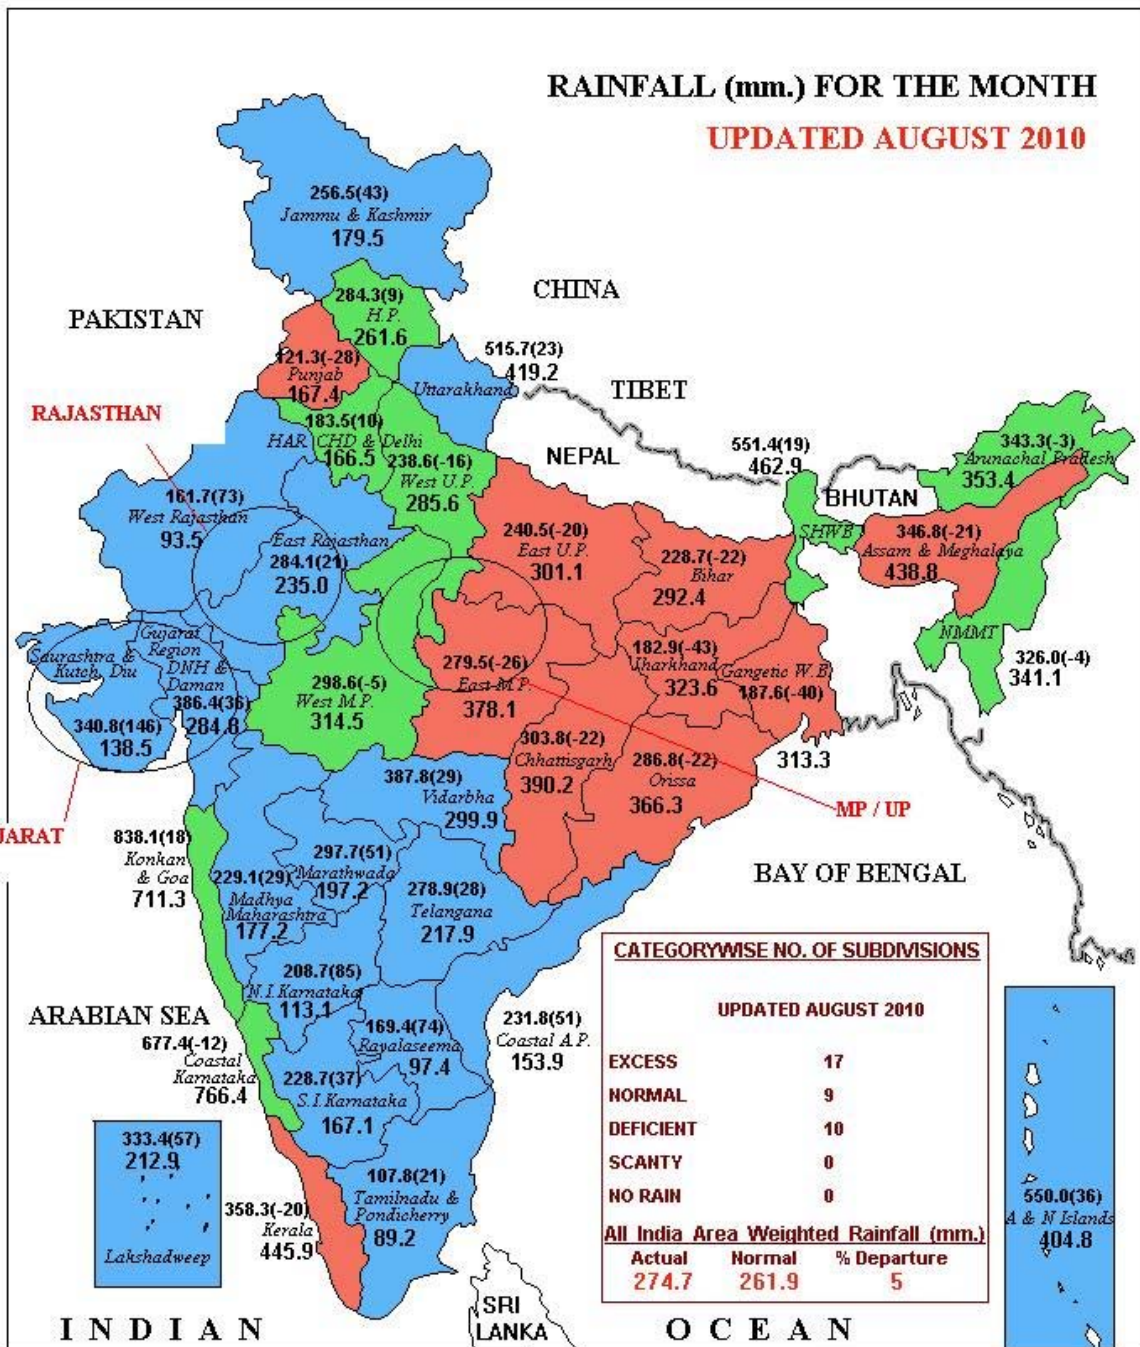 RAINFALL (mm.) FOR THE MONTH
UPDATED AUGUST 2010
256.5(43)
Jammu & Kashmir
179.5
CHINA
284.3(9)
H.P.
261.6
PAKISTAN
515.7(23)
419.2
121.3(-28)
Punjab
167.4
Uttarakhand
TIBET
RAJASTHAN
183.5(10)
HAR CHD & Delhi
166.5
238.6(-16)
West U.P.
285.6
NEPAL
551.4(19)
462.9
BHUTAN
343.3(-3)
Arunachal Pradesh
353.4
161.7(73)
West Rajasthan
93.5
East Rajasthan
284.1(21)
235.0
240.5(-20)
East U.P.
301.1
228.7(-22)
Bihar
292.4
SHWB
346.8(-21)
Assam & Meghalaya
438.8
NMMT
326.0(-4)
341.1
Saurashtra &
Kutch, Diu
340.8(146)
138.5
Gujarat
Region
DNH &
Daman
386.4(36)
284.8
298.6(-5)
West M.P.
314.5
279.5(-26)
East M.P.
378.1
182.9(-43)
Jharkhand
323.6
Gangetic W.B
187.6(-40)
313.3
303.8(-22)
Chhattisgarh
390.2
286.8(-22)
Orissa
366.3
MP / UP
JARAT
387.8(29)
Vidarbha
299.9
838.1(18)
Konkan
& Goa
711.3
297.7(51)
Marathwada
197.2
229.1(29)
Madhya
Maharashtra
177.2
278.9(28)
Telangana
217.9
BAY OF BENGAL
208.7(85)
N.I.Karnataka
113.1
ARABIAN SEA
677.4(-12)
Coastal
Karnataka
766.4
169.4(74)
Rayalaseema
97.4
231.8(51)
Coastal A.P.
153.9
228.7(37)
S.I.Karnataka
167.1
333.4(57)
212.9
Lakshadweep
358.3(-20)
Kerala
445.9
107.8(21)
Tamilnadu &
Pondicherry
89.2
CATEGORYWISE NO. OF SUBDIVISIONS
UPDATED AUGUST 2010
EXCESS 17
NORMAL 9
DEFICIENT 10
SCANTY 0
NO RAIN 0
All India Area Weighted Rainfall (mm.)
Actual Normal % Departure
274.7 261.9 5
550.0(36)
A & N Islands
404.8
SRI
LANKA
INDIAN OCEAN